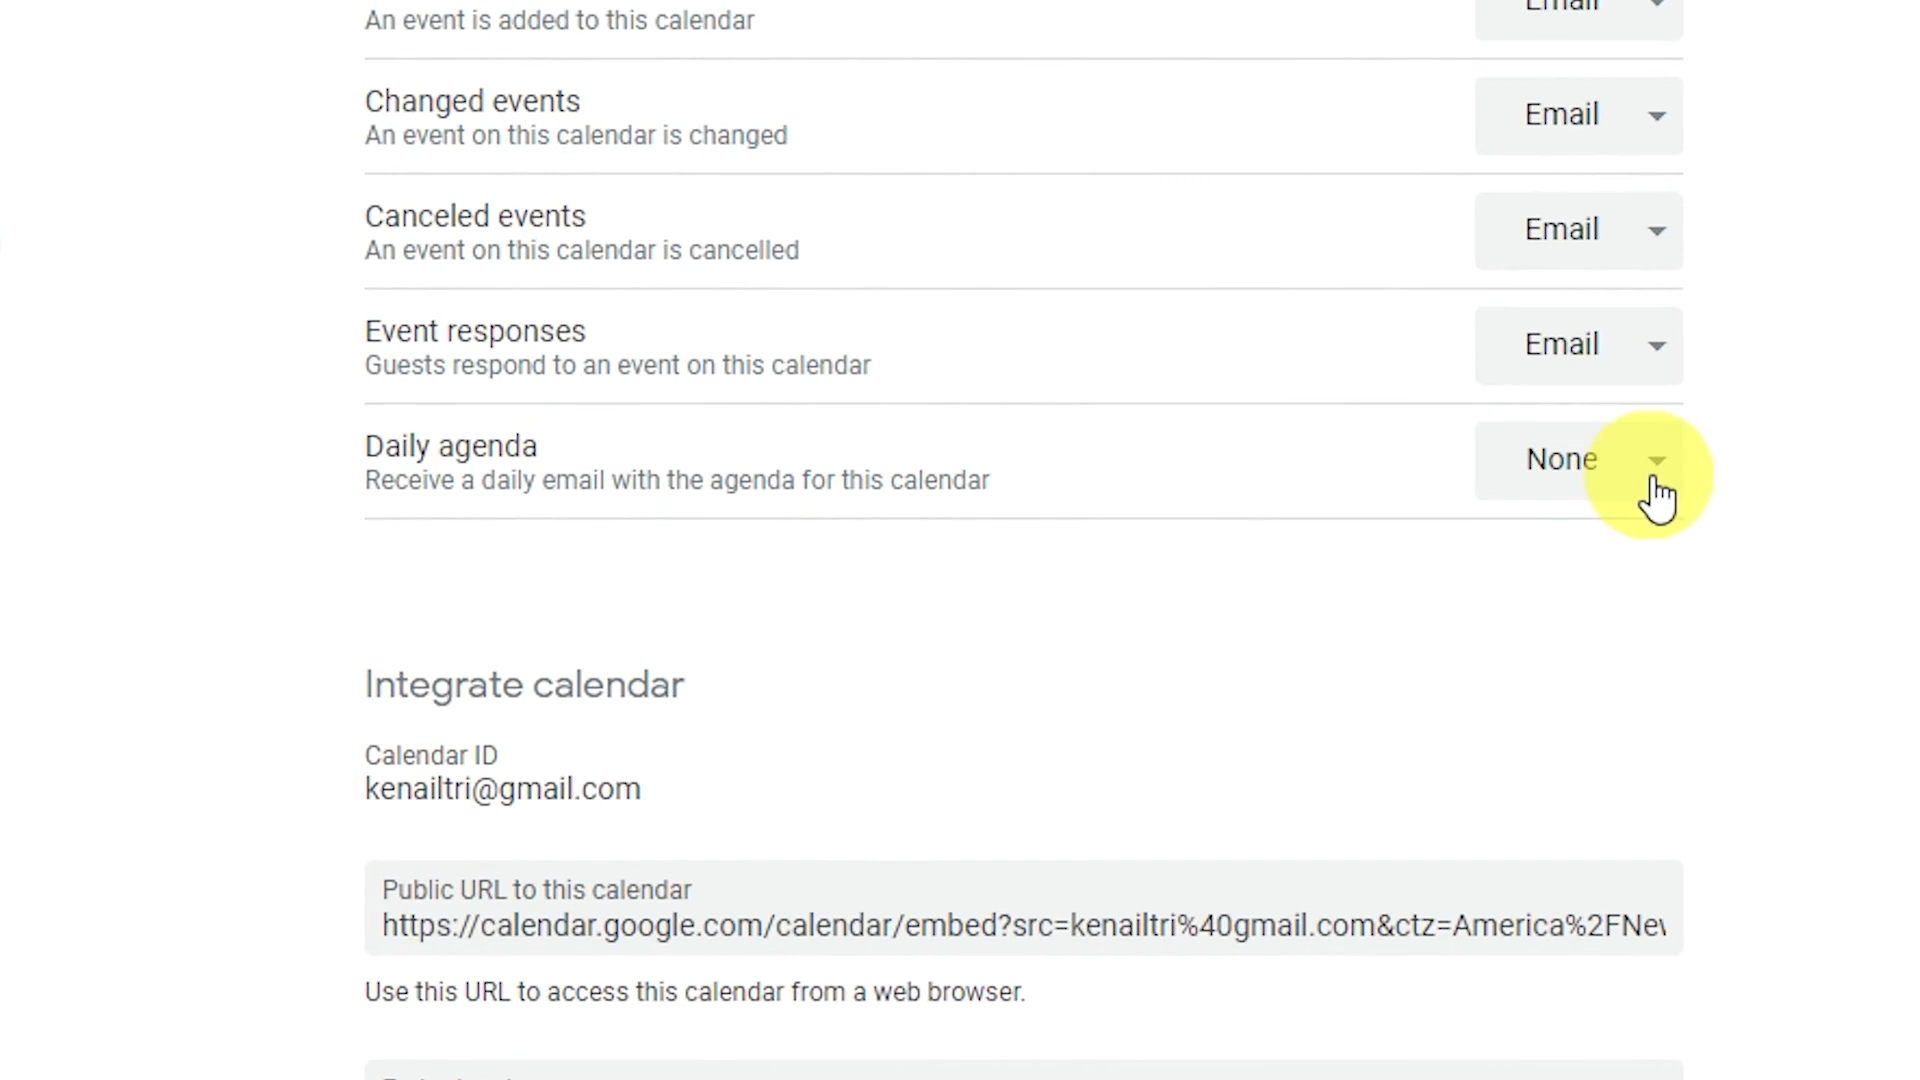 An event is added to this calendar
Email
Changed events
An event on this calendar is changed
Email
Canceled events
An event on this calendar is cancelled
Email
Event responses
Guests respond to an event on this calendar
Email
Daily agenda
Receive a daily email with the agenda for this calendar
None
Integrate calendar
Calendar ID
kenailtri@gmail.com
Public URL to this calendar
https://calendar.google.com/calendar/embed?src=kenailtri%40gmail.com&ctz=America%2FNe
Use this URL to access this calendar from a web browser.